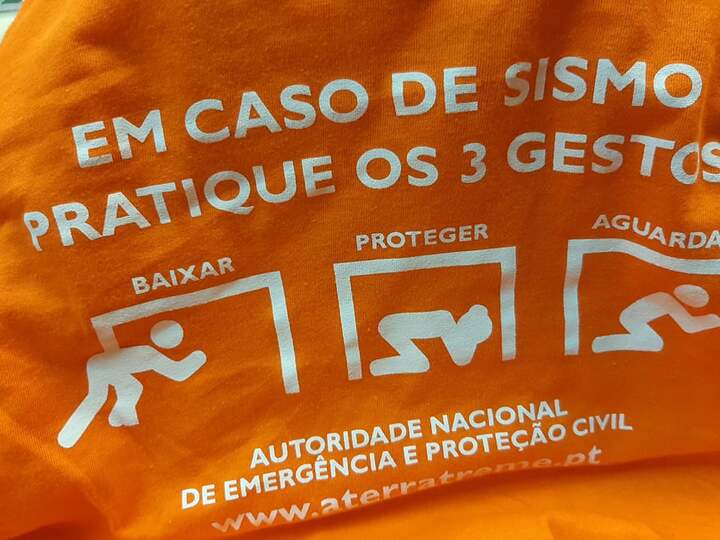 EM CASO DE SISMO
PRATIQUE OS 3 GESTOS
BAIXAR
PROTEGER
AGUARDA
AUTORIDADE NACIONAL
DE EMERGÊNCIA E PROTEÇÃO CIVIL
www.aterratreme.pt